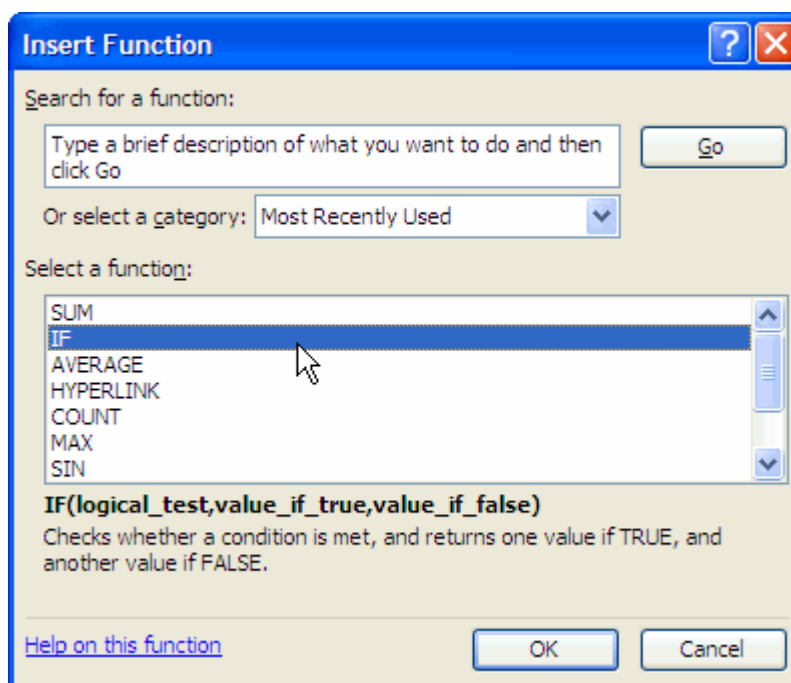 Insert Function
Search for a function:
Type a brief description of what you want to do and then
click Go
Go
Or select a category: Most Recently Used
Select a function:
SUM
IF
AVERAGE
HYPERLINK
COUNT
MAX
SIN
IF(logical_test,value_if_true,value_if_false)
Checks whether a condition is met, and returns one value if TRUE, and
another value if FALSE.
Help on this function
OK
Cancel